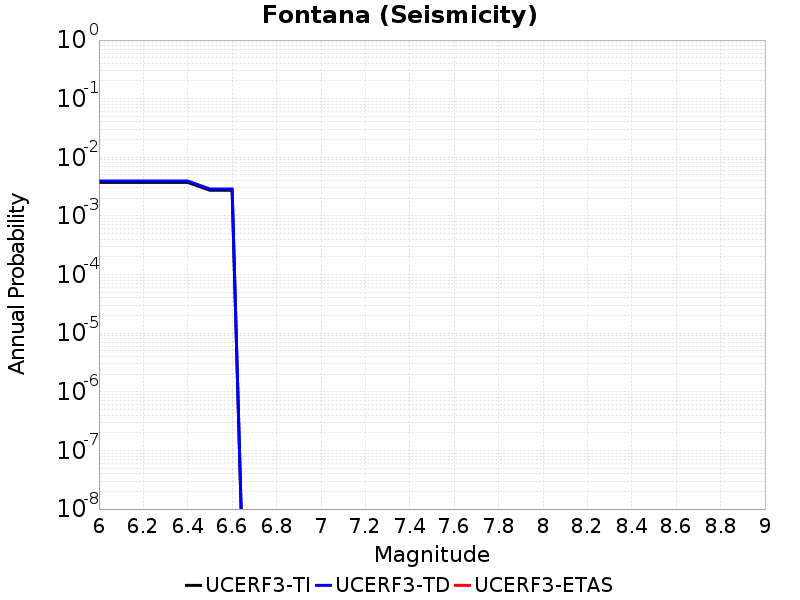 Fontana (Seismicity)
Annual Probability
10^0
10^-1
10^-2
10^-3
10^-4
10^-5
10^-6
10^-7
10^-8
6 6.2 6.4 6.6 6.8 7 7.2 7.4 7.6 7.8 8 8.2 8.4 8.6 8.8 9
Magnitude
UCERF3-TI UCERF3-TD UCERF3-ETAS